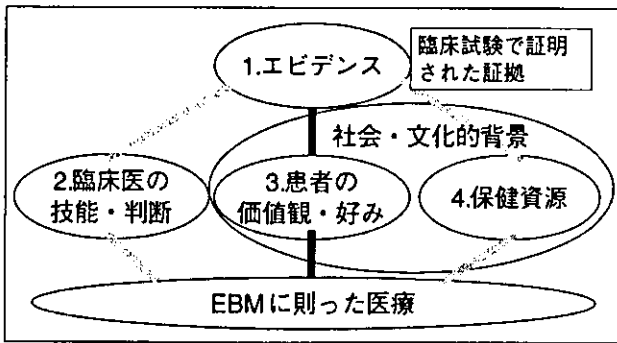 臨床試験で証明
された証拠
1.エビデンス
社会・文化的背景
2.臨床医の
技能・判断
3.患者の
価値観・好み
4.保健資源
EBMに則った医療